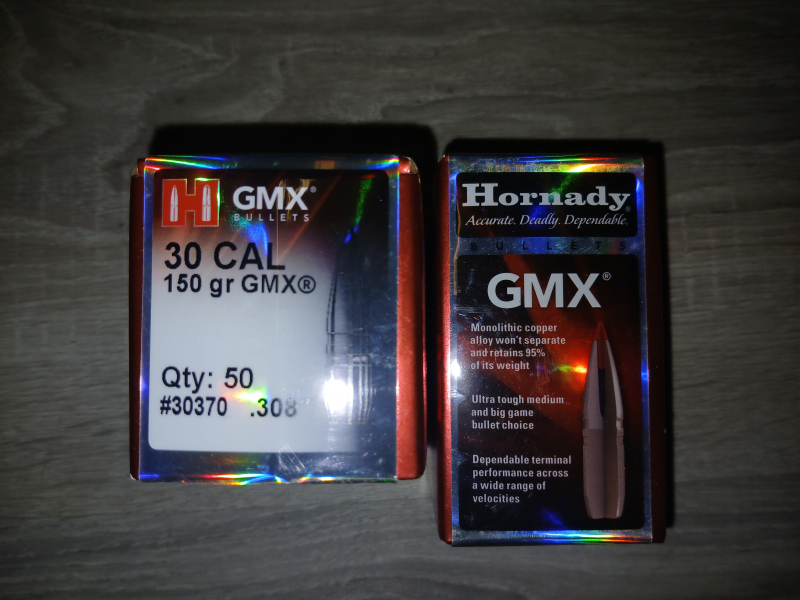 H
GMX®
BULLETS
30 CAL
150 gr GMX®
Qty: 50
#30370 .308"
Hornady®
Accurate. Deadly. Dependable.
BULLETS
GMX®
Monolithic copper
alloy won't separate
and retains 95%
of its weight
Ultra tough medium
and big game
bullet choice
Dependable terminal
performance across
a wide range of
velocities